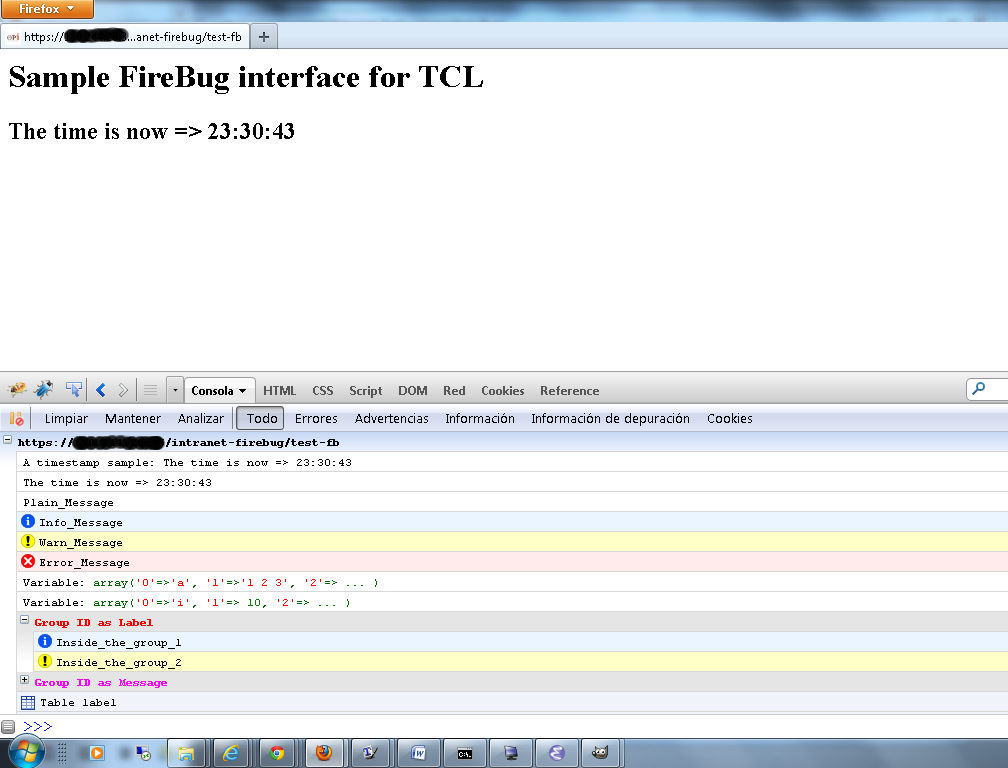 Firefox
OPi https:// ...anet-firebug/test-fb
Sample FireBug interface for TCL
The time is now => 23:30:43
Consola HTML CSS Script DOM Red Cookies Reference
Limpiar Mantener Analizar Todo Errores Advertencias Información Información de depuración Cookies
https:// /intranet-firebug/test-fb
A timestamp sample: The time is now => 23:30:43
The time is now => 23:30:43
Plain_Message
Info_Message
Warn_Message
Error_Message
Variable: array('0'=>'a', '1'=>'1 2 3', '2'=> ... )
Variable: array('0'=>'i', '1'=> 10, '2'=> ... )
Group ID as Label
Inside_the_group_1
Inside_the_group_2
Group ID as Message
Table label
>>>